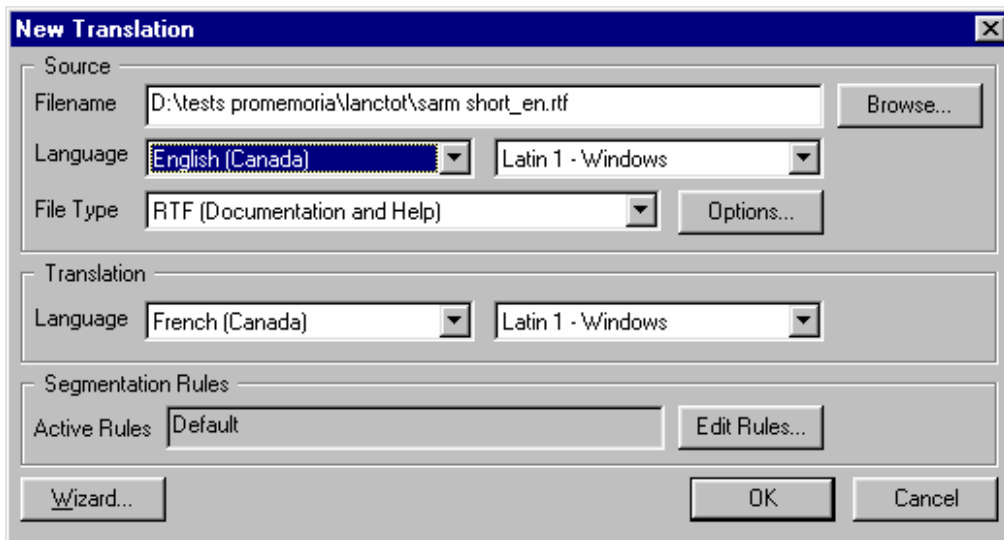 New Translation
Source
Filename D:\tests promemoria\lanctot\sarm short_en.rtf Browse...
Language English (Canada) Latin 1 - Windows
File Type RTF (Documentation and Help) Options...
Translation
Language French (Canada) Latin 1 - Windows
Segmentation Rules
Active Rules Default Edit Rules...
Wizard... OK Cancel